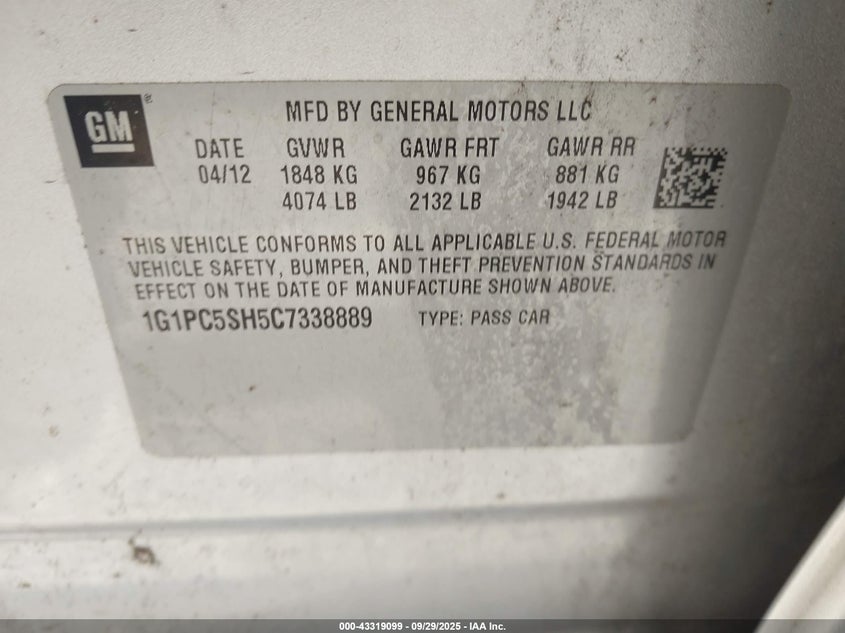 GM®
MFD BY GENERAL MOTORS LLC
DATE GVWR GAWR FRT GAWR RR
04/12 1848 KG 967 KG 881 KG
4074 LB 2132 LB 1942 LB
THIS VEHICLE CONFORMS TO ALL APPLICABLE U.S. FEDERAL MOTOR
VEHICLE SAFETY, BUMPER, AND THEFT PREVENTION STANDARDS IN
EFFECT ON THE DATE OF MANUFACTURE SHOWN ABOVE.
1G1PC5SH5C7338889 TYPE: PASS CAR
000-43319099 - 09/29/2025 - IAA Inc.